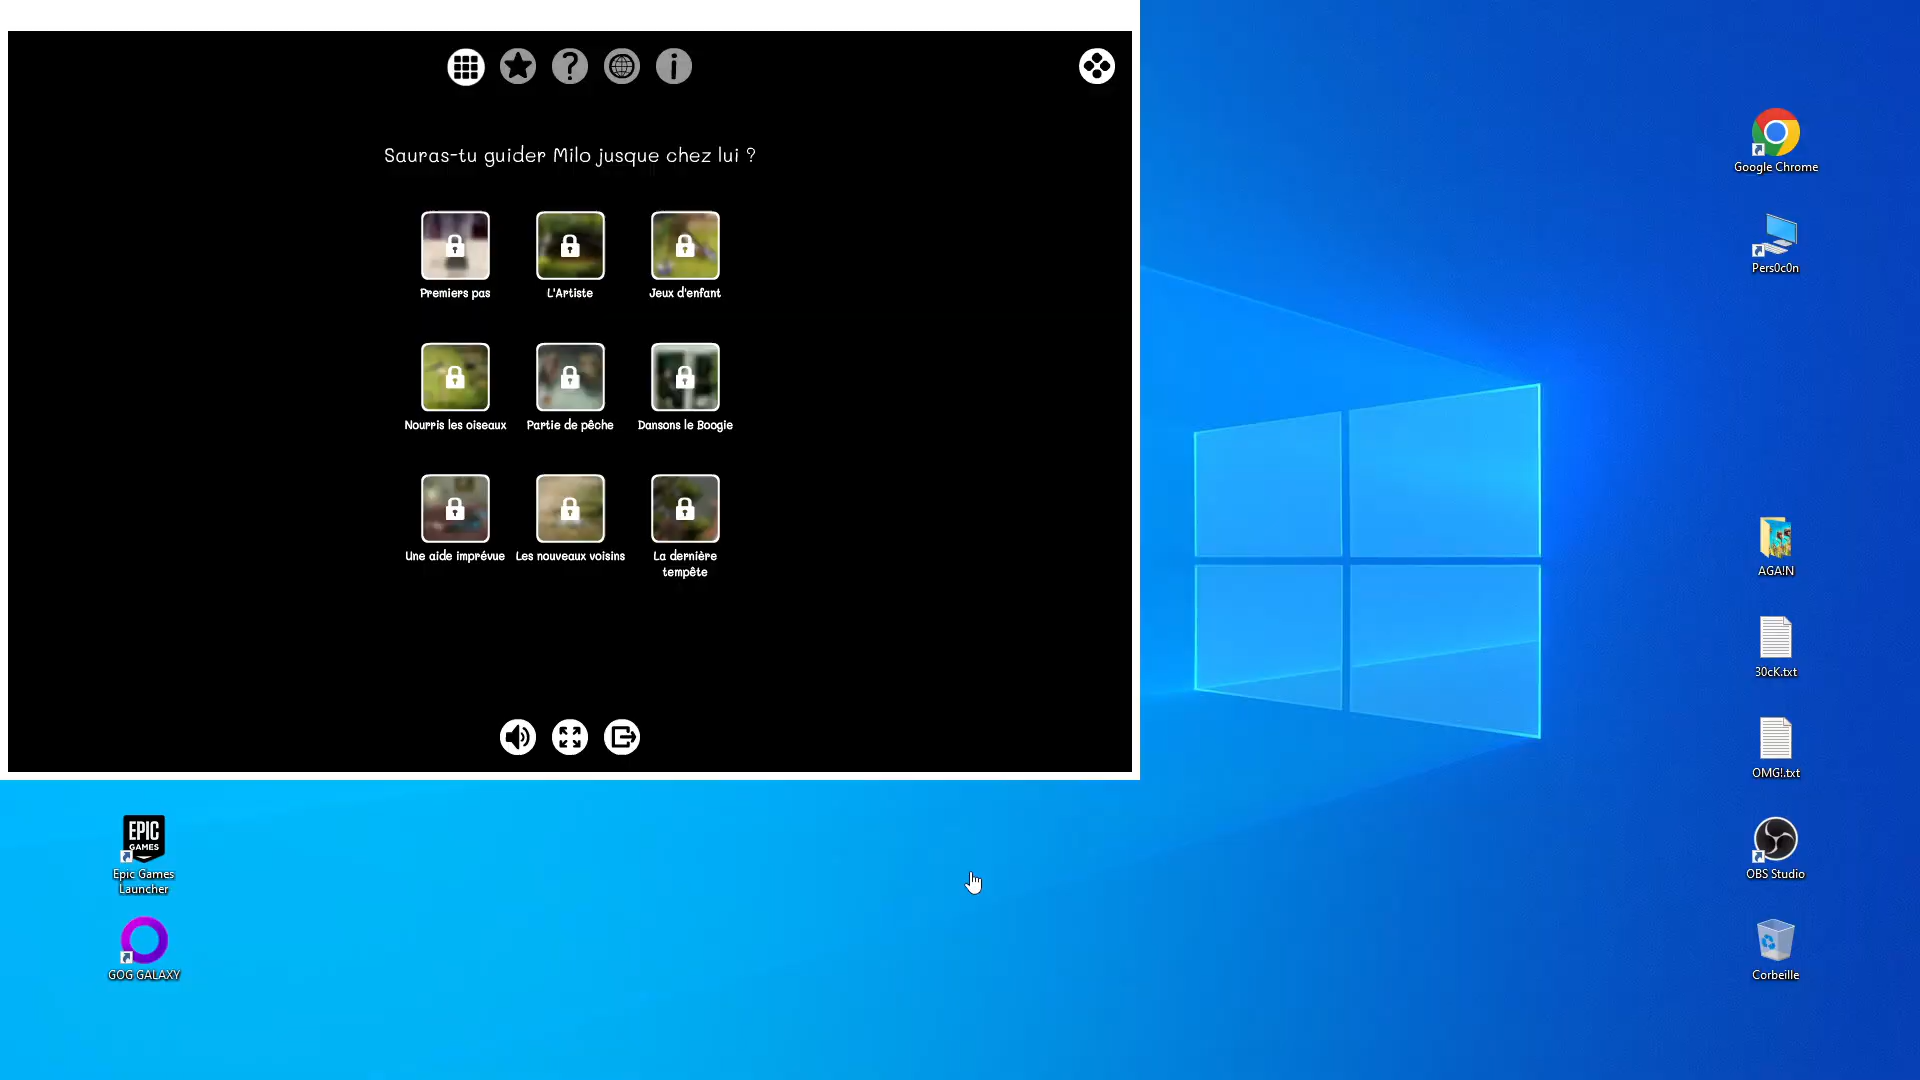 Sauras-tu guider Milo jusque chez lui ?
Premiers pas
L'Artiste
Jeux d'enfant
Nourris les oiseaux
Partie de pêche
Dansons le Boogie
Une aide imprévue
Les nouveaux voisins
La dernière
tempête
Google Chrome
Pers0c0n
AGA!N
30cK.txt
OMG!.txt
OBS Studio
Corbeille
EPIC
GAMES
Epic Games
Launcher
GOG GALAXY